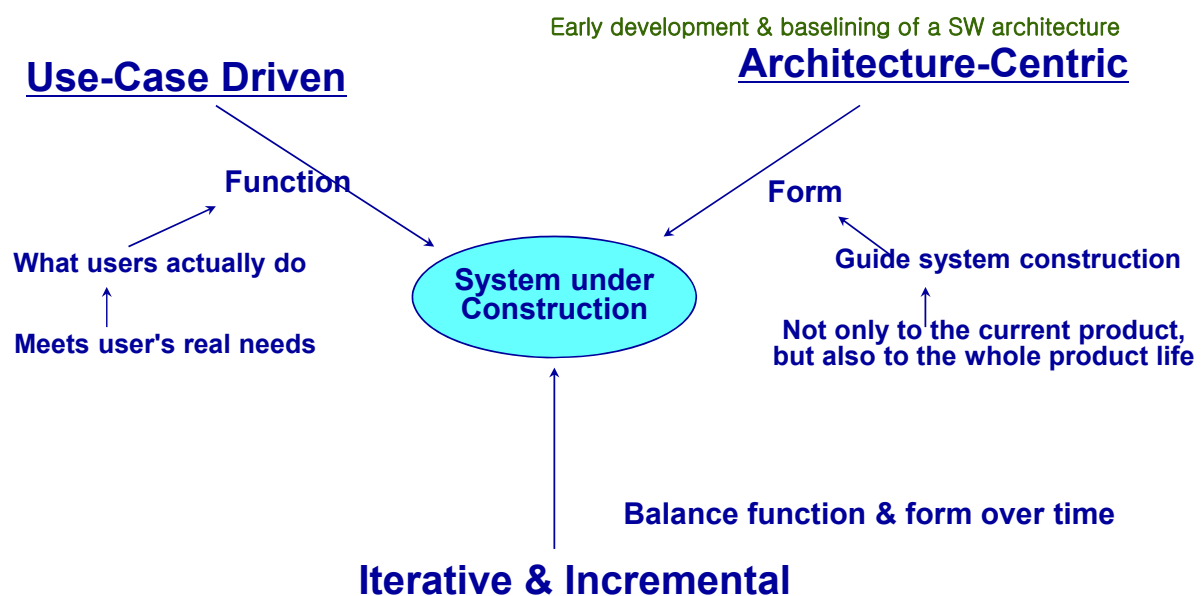 Early development & baselining of a SW architecture
Use-Case Driven
Architecture-Centric
Function
Form
What users actually do
Guide system construction
System under
Construction
Meets user's real needs
Not only to the current product,
but also to the whole product life
Balance function & form over time
Iterative & Incremental